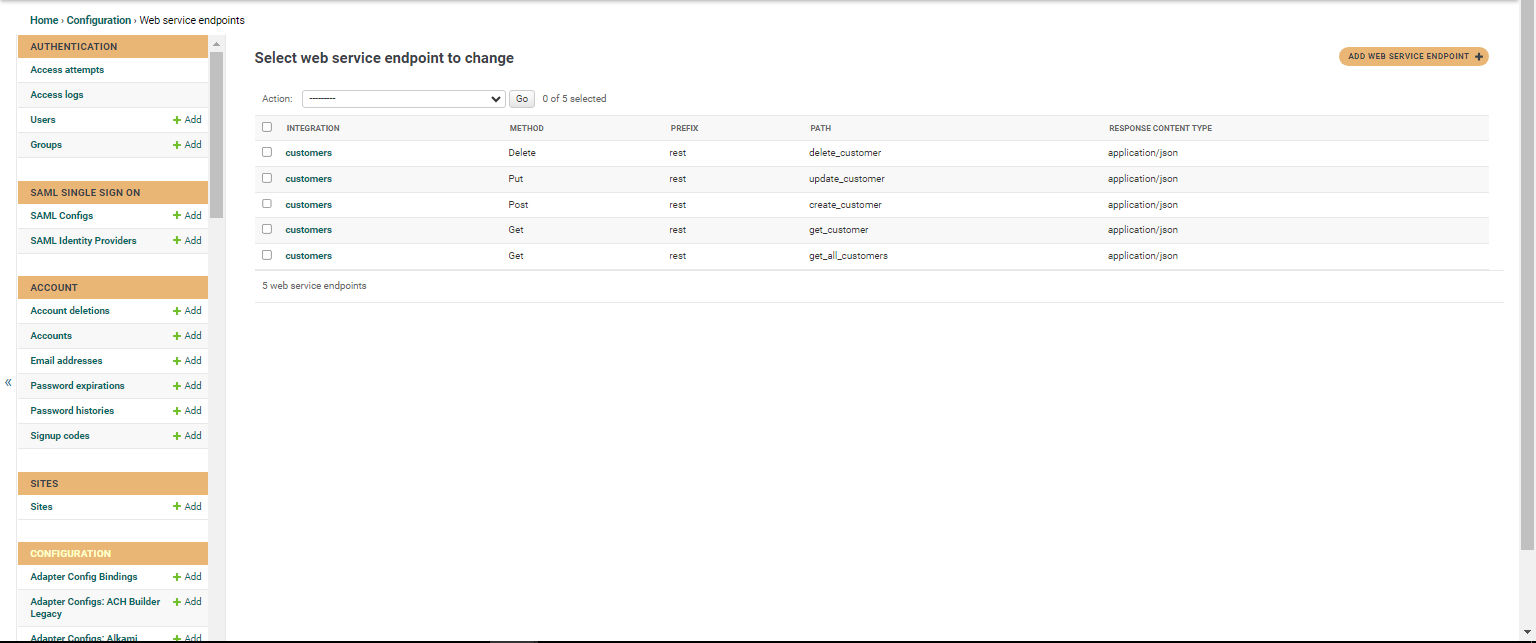 Home › Configuration › Web service endpoints
AUTHENTICATION
Access attempts
Access logs
Users + Add
Groups + Add
SAML SINGLE SIGN ON
SAML Configs + Add
SAML Identity Providers + Add
ACCOUNT
Account deletions + Add
Accounts + Add
Email addresses + Add
Password expirations + Add
Password histories + Add
Signup codes + Add
SITES
Sites + Add
CONFIGURATION
Adapter Config Bindings + Add
Adapter Configs: ACH Builder + Add
Legacy
Adapter Configs: Alkami + Add
«
Select web service endpoint to change
ADD WEB SERVICE ENDPOINT +
Action: --------- Go 0 of 5 selected
INTEGRATION METHOD PREFIX PATH RESPONSE CONTENT TYPE
customers Delete rest delete_customer application/json
customers Put rest update_customer application/json
customers Post rest create_customer application/json
customers Get rest get_customer application/json
customers Get rest get_all_customers application/json
5 web service endpoints